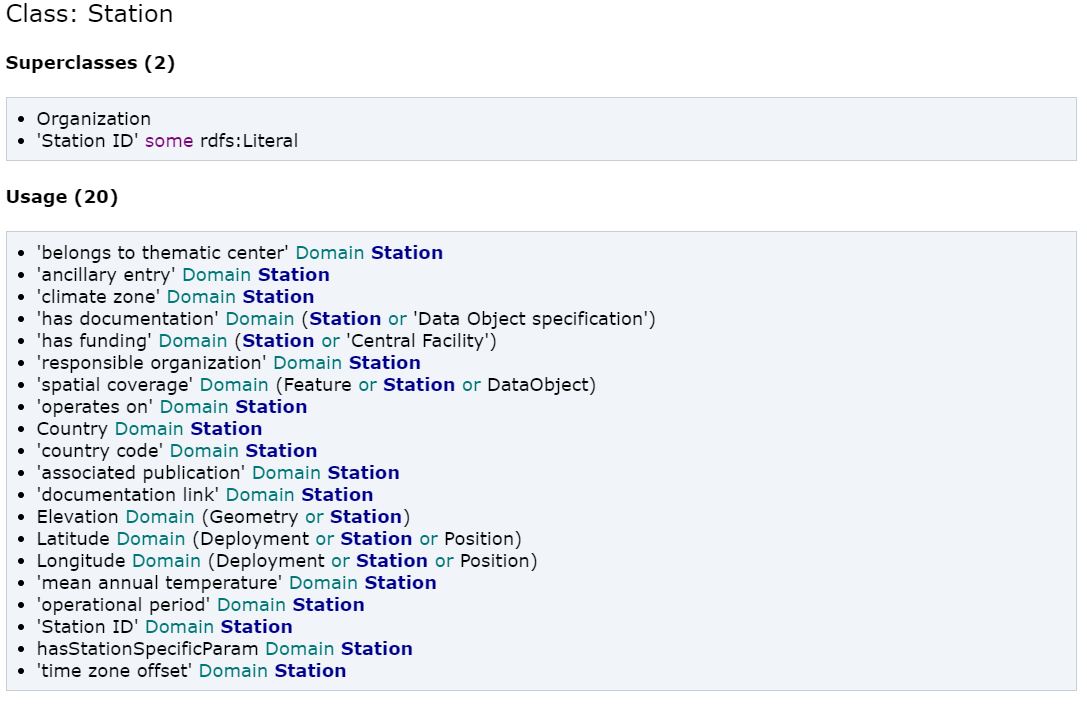 Class: Station
Superclasses (2)
• Organization
• 'Station ID' some rdfs:Literal
Usage (20)
• 'belongs to thematic center' Domain Station
• 'ancillary entry' Domain Station
• 'climate zone' Domain Station
• 'has documentation' Domain (Station or 'Data Object specification')
• 'has funding' Domain (Station or 'Central Facility')
• 'responsible organization' Domain Station
• 'spatial coverage' Domain (Feature or Station or DataObject)
• 'operates on' Domain Station
• Country Domain Station
• 'country code' Domain Station
• 'associated publication' Domain Station
• 'documentation link' Domain Station
• Elevation Domain (Geometry or Station)
• Latitude Domain (Deployment or Station or Position)
• Longitude Domain (Deployment or Station or Position)
• 'mean annual temperature' Domain Station
• 'operational period' Domain Station
• 'Station ID' Domain Station
• hasStationSpecificParam Domain Station
• 'time zone offset' Domain Station